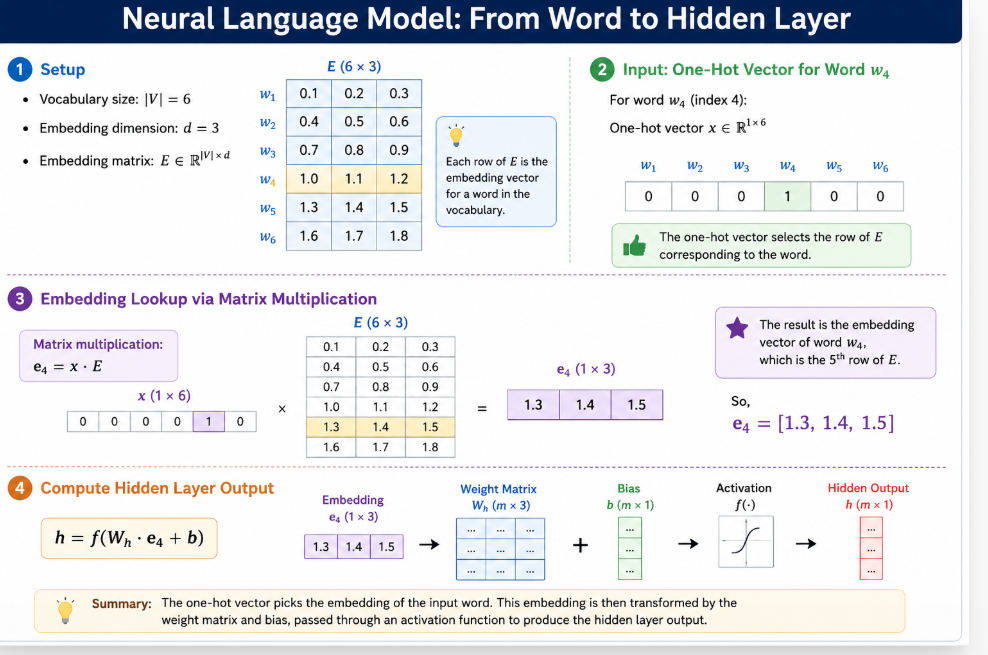 Neural Language Model: From Word to Hidden Layer
1 Setup
• Vocabulary size: |V| = 6
• Embedding dimension: d = 3
• Embedding matrix: E ∈ ℝ^{|V|×d}
E (6 × 3)
w₁ 0.1 0.2 0.3
w₂ 0.4 0.5 0.6
w₃ 0.7 0.8 0.9
w₄ 1.0 1.1 1.2
w₅ 1.3 1.4 1.5
w₆ 1.6 1.7 1.8
Each row of E is the
embedding vector
for a word in the
vocabulary.
2 Input: One-Hot Vector for Word w₄
For word w₄ (index 4):
One-hot vector x ∈ ℝ^{1×6}
w₁ w₂ w₃ w₄ w₅ w₆
0 0 0 1 0 0
The one-hot vector selects the row of E
corresponding to the word.
3 Embedding Lookup via Matrix Multiplication
Matrix multiplication:
e₄ = x · E
x (1 × 6)
0 0 0 0 1 0
×
E (6 × 3)
0.1 0.2 0.3
0.4 0.5 0.6
0.7 0.8 0.9
1.0 1.1 1.2
1.3 1.4 1.5
1.6 1.7 1.8
=
e₄ (1 × 3)
1.3 1.4 1.5
The result is the embedding
vector of word w₄,
which is the 5th row of E.
So,
e₄ = [1.3, 1.4, 1.5]
4 Compute Hidden Layer Output
h = f(Wₕ · e₄ + b)
Embedding
e₄ (1 × 3)
1.3 1.4 1.5
→
Weight Matrix
Wₕ (m × 3)
... ... ...
... ... ...
... ... ...
+
Bias
b (m × 1)
...
...
...
→
Activation
f(·)
→
Hidden Output
h (m × 1)
...
...
...
Summary: The one-hot vector picks the embedding of the input word. This embedding is then transformed by the
weight matrix and bias, passed through an activation function to produce the hidden layer output.